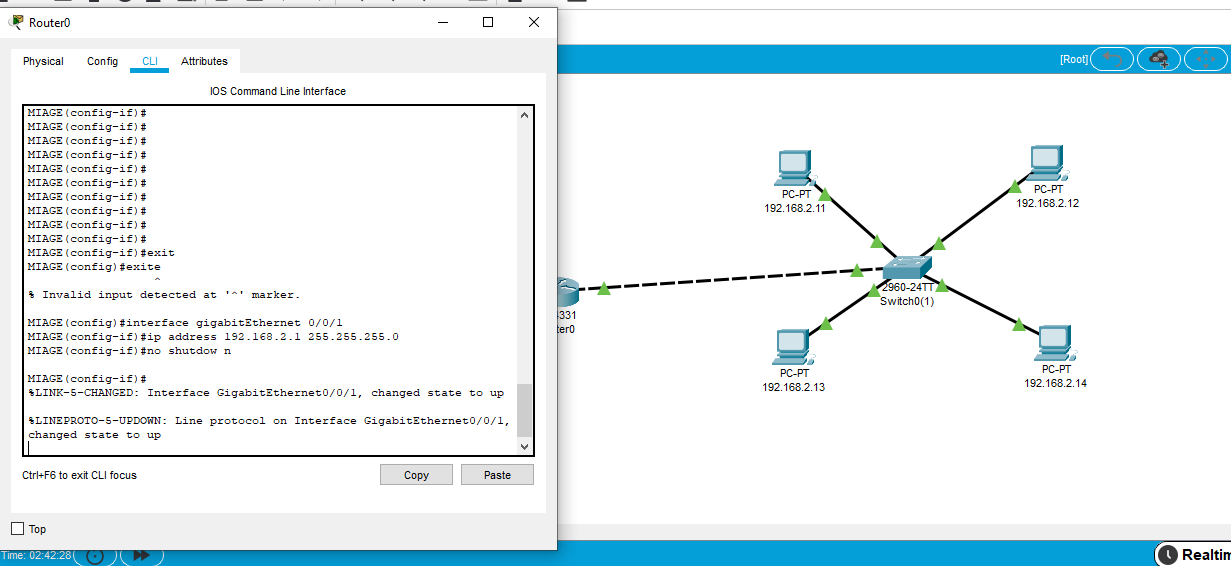 Router0
Physical Config CLI Attributes
IOS Command Line Interface
MIAGE(config-if)#
MIAGE(config-if)#
MIAGE(config-if)#
MIAGE(config-if)#
MIAGE(config-if)#
MIAGE(config-if)#
MIAGE(config-if)#
MIAGE(config-if)#
MIAGE(config-if)#
MIAGE(config-if)#
MIAGE(config-if)#exit
MIAGE(config)#exite
^
% Invalid input detected at '^' marker.
MIAGE(config)#interface gigabitEthernet 0/0/1
MIAGE(config-if)#ip address 192.168.2.1 255.255.255.0
MIAGE(config-if)#no shutdow n
MIAGE(config-if)#
%LINK-5-CHANGED: Interface GigabitEthernet0/0/1, changed state to up
%LINEPROTO-5-UPDOWN: Line protocol on Interface GigabitEthernet0/0/1,
changed state to up
Ctrl+F6 to exit CLI focus
Copy Paste
Top
Time: 02:42:28
[Root]
PC-PT
192.168.2.11
PC-PT
192.168.2.12
2960-24TT
Switch0(1)
331
ter0
PC-PT
192.168.2.13
PC-PT
192.168.2.14
Realtim